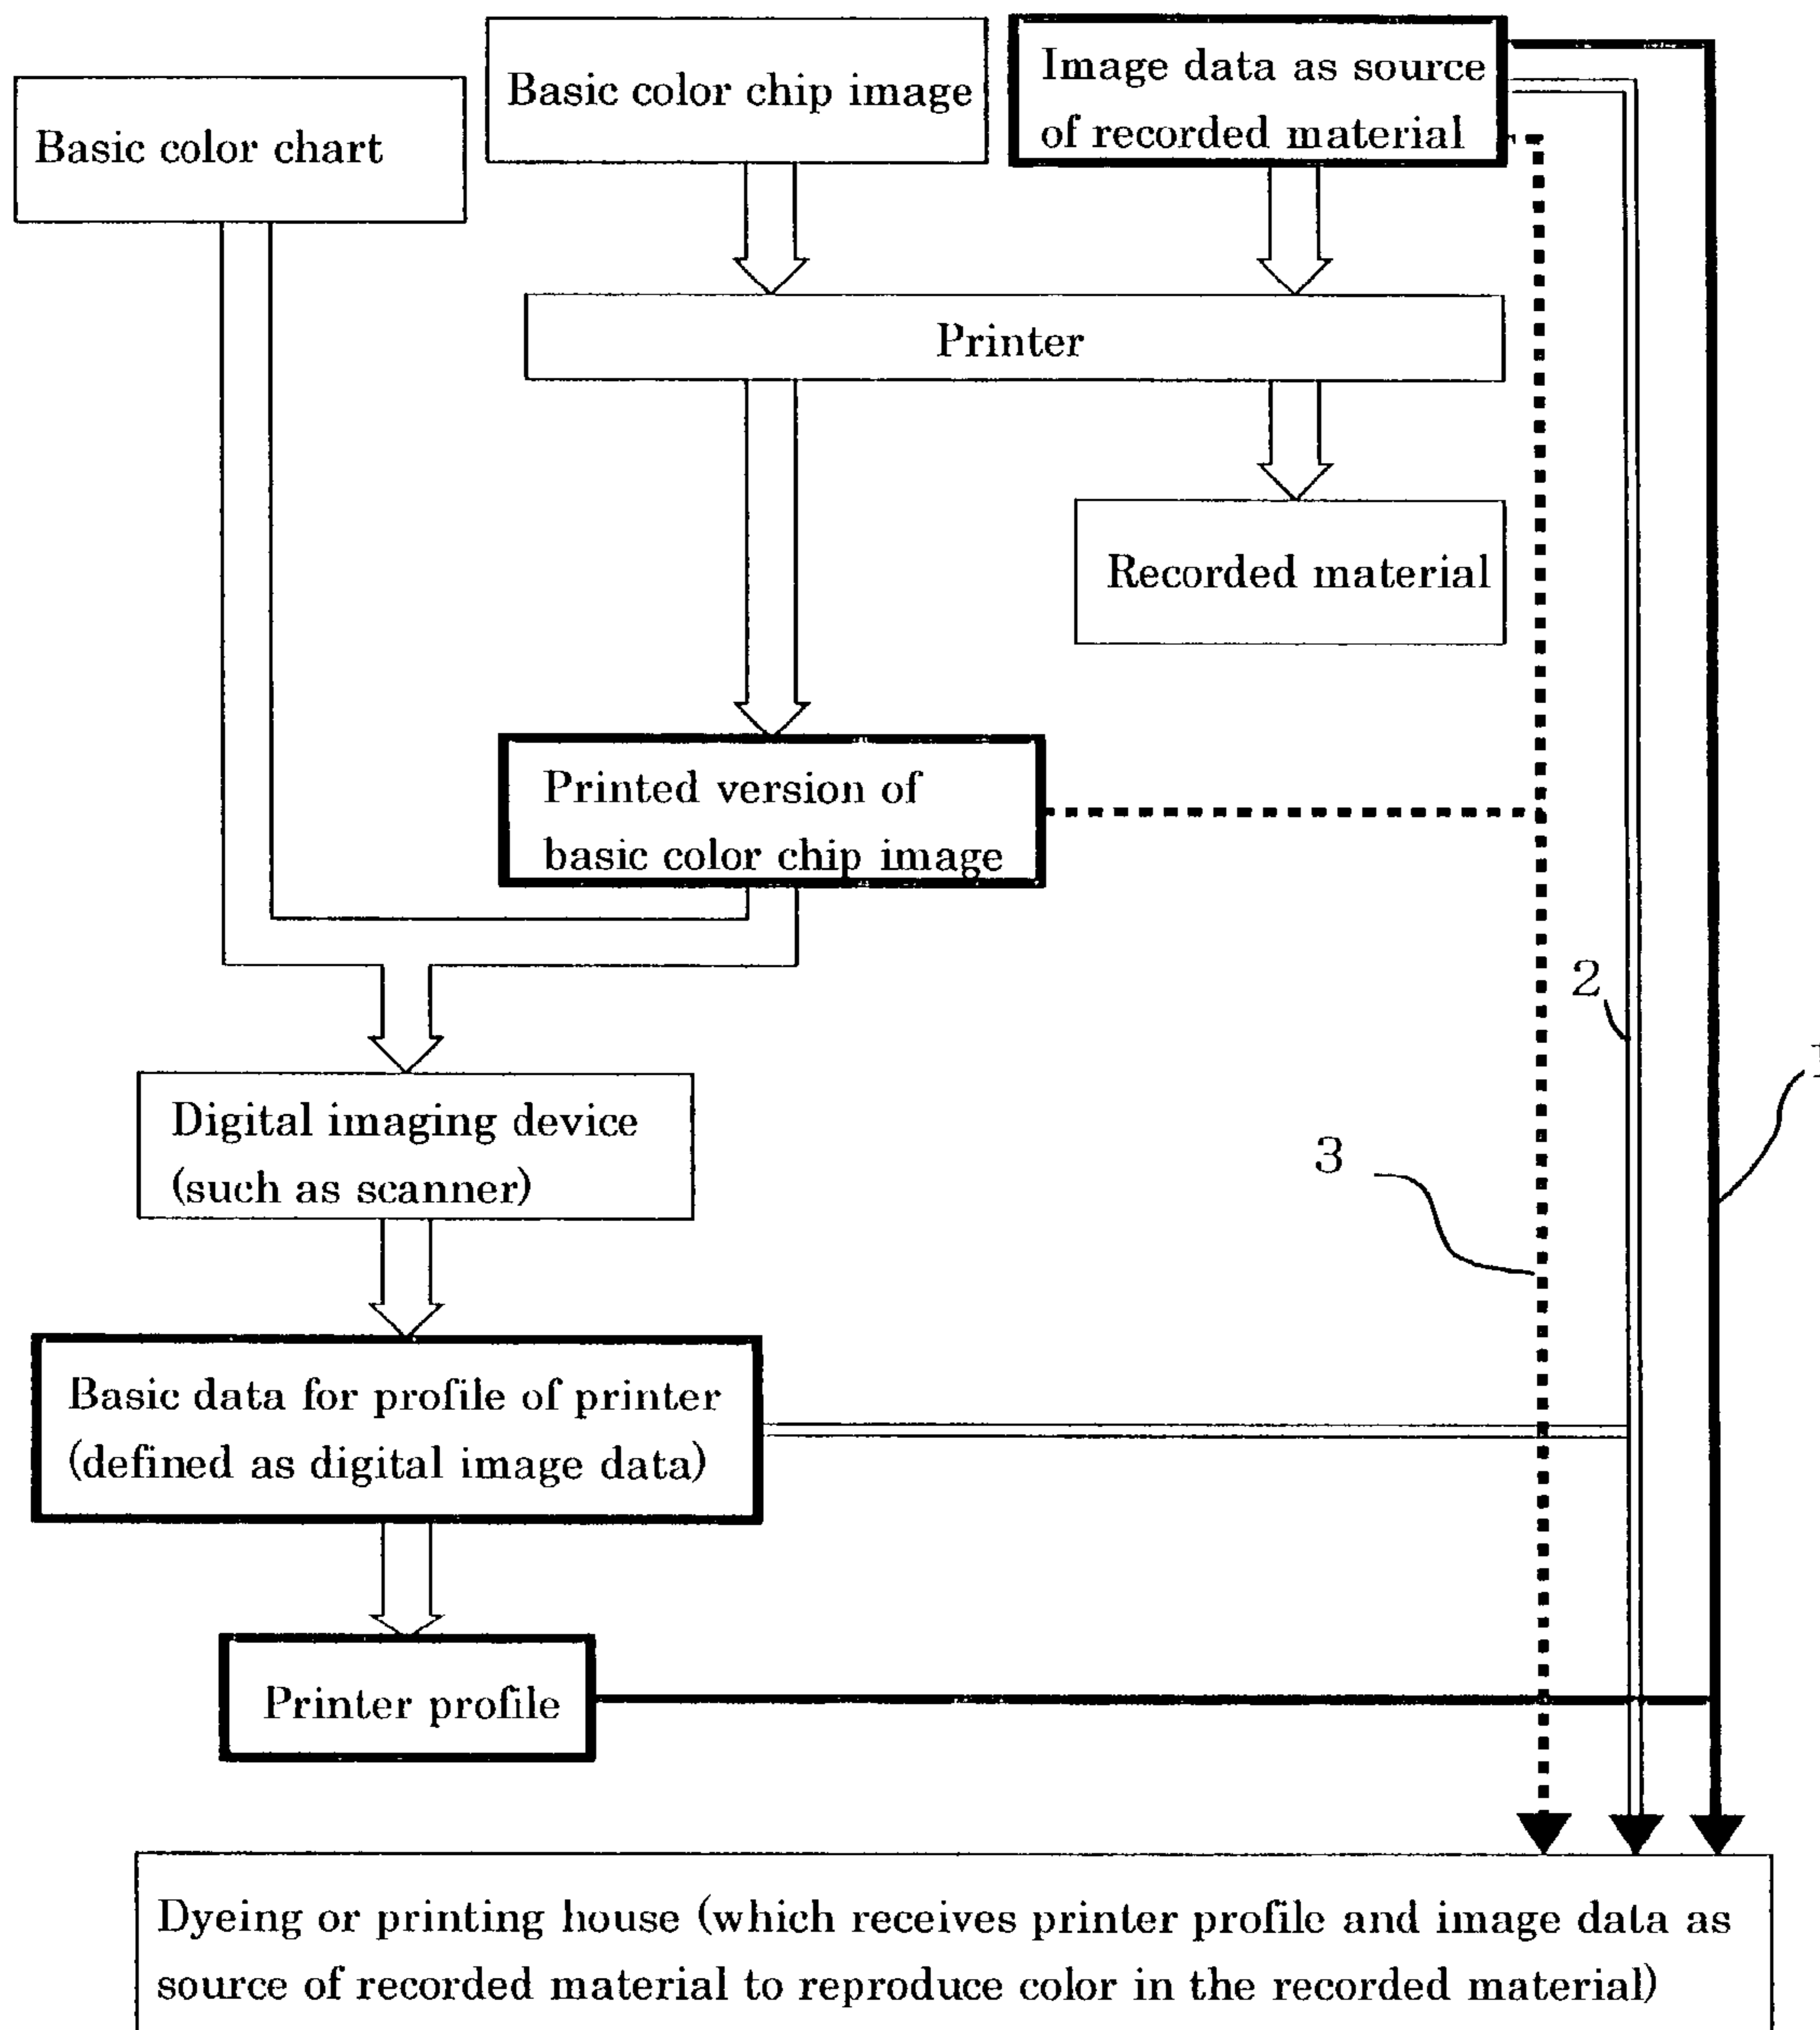 Basic color chart
Basic color chip image
Image data as source
of recorded material
Printer
Recorded material
Printed version of
basic color chip image
2
1
3
Digital imaging device
(such as scanner)
Basic data for profile of printer
(defined as digital image data)
Printer profile
Dyeing or printing house (which receives printer profile and image data as
source of recorded material to reproduce color in the recorded material)